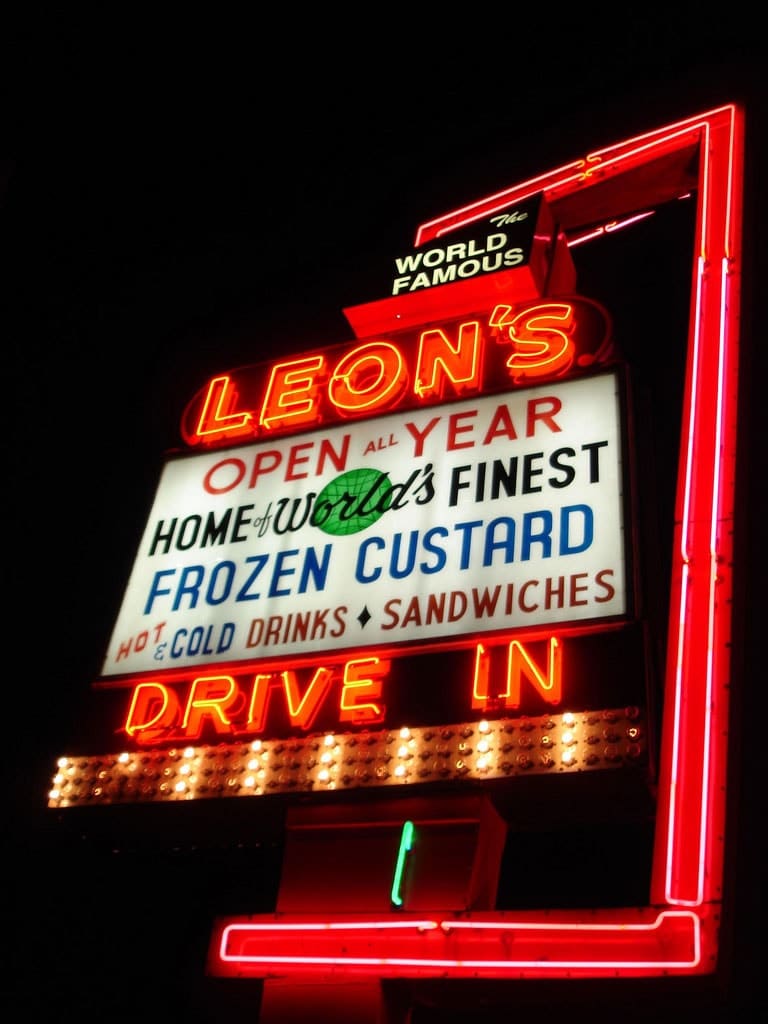 The
WORLD
FAMOUS
LEON'S
OPEN ALL YEAR
HOME of World's FINEST
FROZEN CUSTARD
HOT & COLD DRINKS ♦ SANDWICHES
DRIVE IN